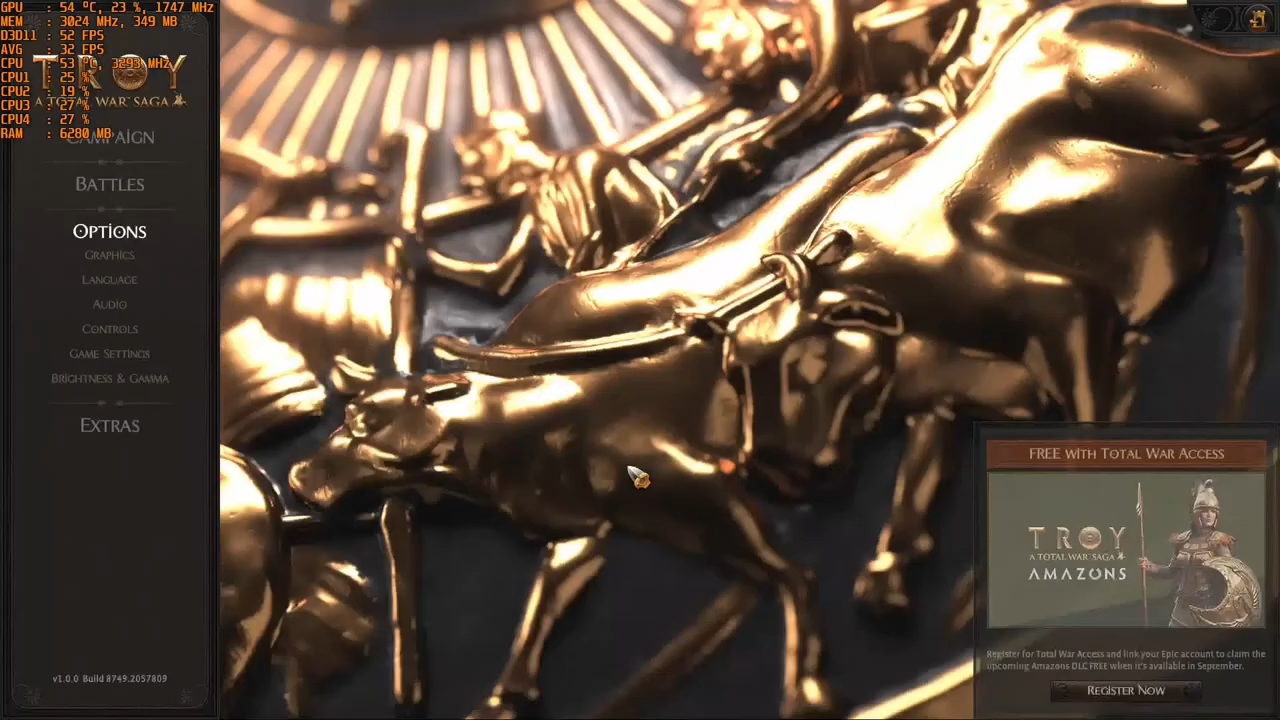 GPU : 54 °C, 23 %, 1747 MHz
MEM : 3024 MHz, 349 MB
D3D11 : 52 FPS
AVG : 32 FPS
CPU : 53 °C, 3293 MHz
CPU1 : 25 %
CPU2 : 19 %
CPU3 : 27 %
CPU4 : 27 %
RAM : 6280 MB
TROY
A TOTAL WAR SAGA
CAMPAIGN
BATTLES
OPTIONS
GRAPHICS
LANGUAGE
AUDIO
CONTROLS
GAME SETTINGS
BRIGHTNESS & GAMMA
EXTRAS
v1.0.0 Build 8749.2057809
FREE WITH TOTAL WAR ACCESS
TROY
A TOTAL WAR SAGA
AMAZONS
Register for Total War Access and link your Epic account to claim the
upcoming Amazons DLC FREE when it's available in September.
REGISTER NOW